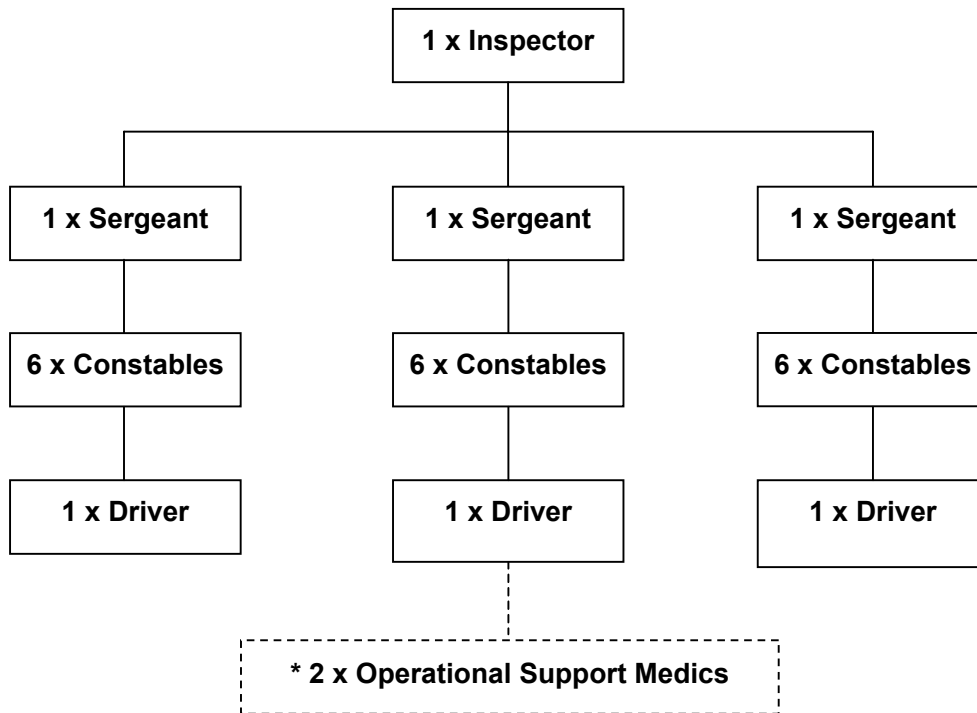 1 x Inspector
1 x Sergeant
1 x Sergeant
1 x Sergeant
6 x Constables
6 x Constables
6 x Constables
1 x Driver
1 x Driver
1 x Driver
* 2 x Operational Support Medics